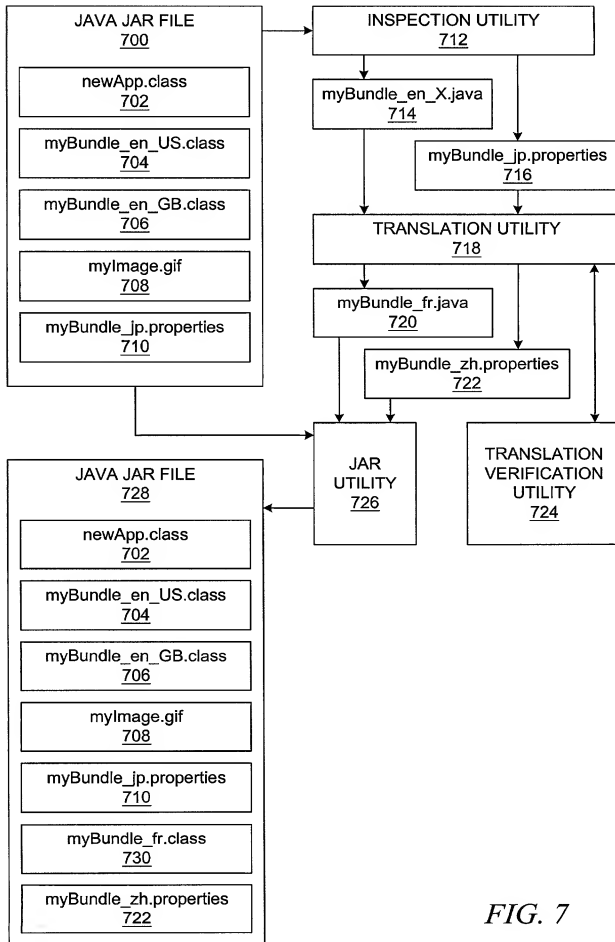 JAVA JAR FILE
700
newApp.class
702
myBundle_en_US.class
704
myBundle_en_GB.class
706
myImage.gif
708
myBundle_jp.properties
710
INSPECTION UTILITY
712
myBundle_en_X.java
714
myBundle_jp.properties
716
TRANSLATION UTILITY
718
myBundle_fr.java
720
myBundle_zh.properties
722
JAR
UTILITY
726
TRANSLATION
VERIFICATION
UTILITY
724
JAVA JAR FILE
728
newApp.class
702
myBundle_en_US.class
704
myBundle_en_GB.class
706
myImage.gif
708
myBundle_jp.properties
710
myBundle_fr.class
730
myBundle_zh.properties
722
FIG. 7